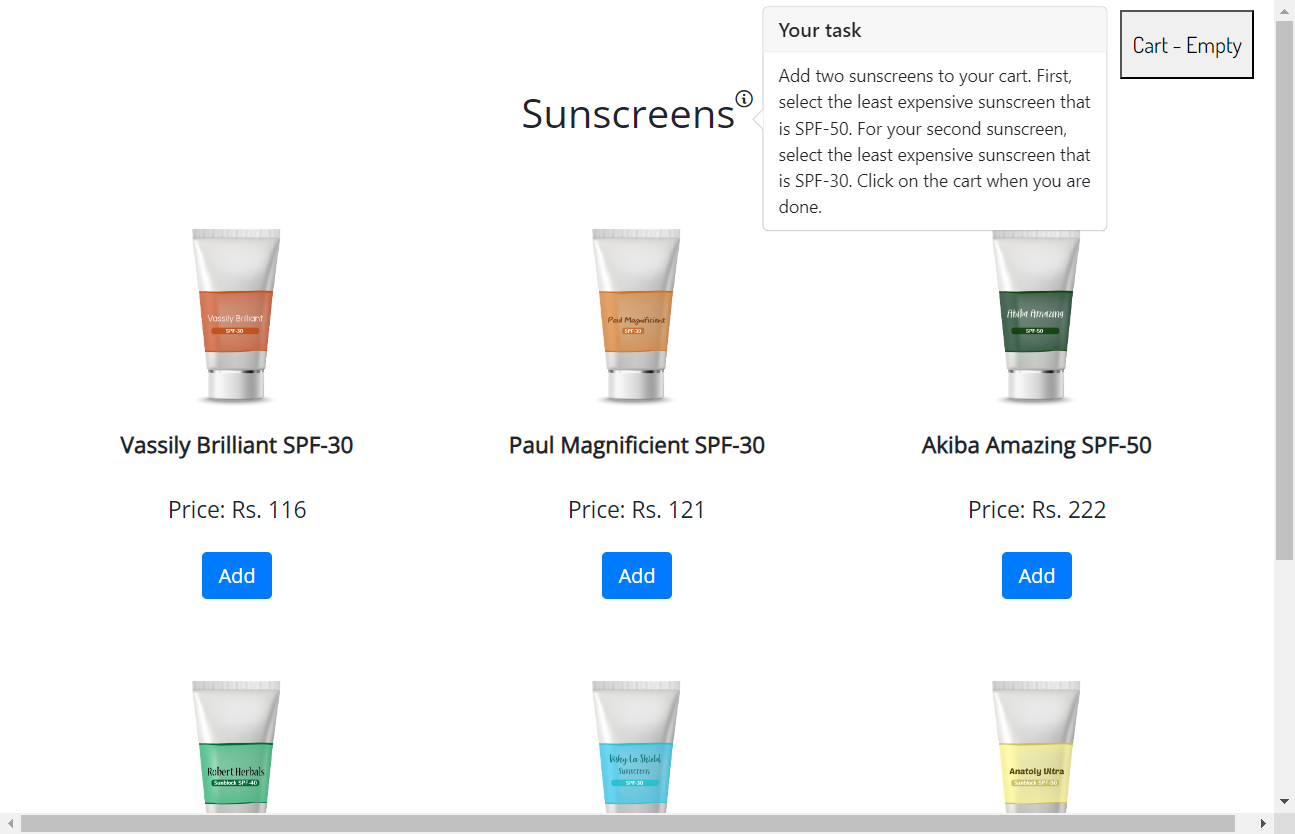 Your task
Cart - Empty
Add two sunscreens to your cart. First,
select the least expensive sunscreen that
is SPF-50. For your second sunscreen,
select the least expensive sunscreen that
is SPF-30. Click on the cart when you are
done.
Sunscreens
Vassily Brilliant
SPF-30
Paul Magnificient
SPF-30
Akiba Amazing
SPF-50
Vassily Brilliant SPF-30
Paul Magnificient SPF-30
Akiba Amazing SPF-50
Price: Rs. 116
Price: Rs. 121
Price: Rs. 222
Add
Add
Add
Robert Herbals
Sunblock SPF-40
Vishy La Shield
Sunscreen
SPF-30
Anatoly Ultra
Sunblock SPF-50